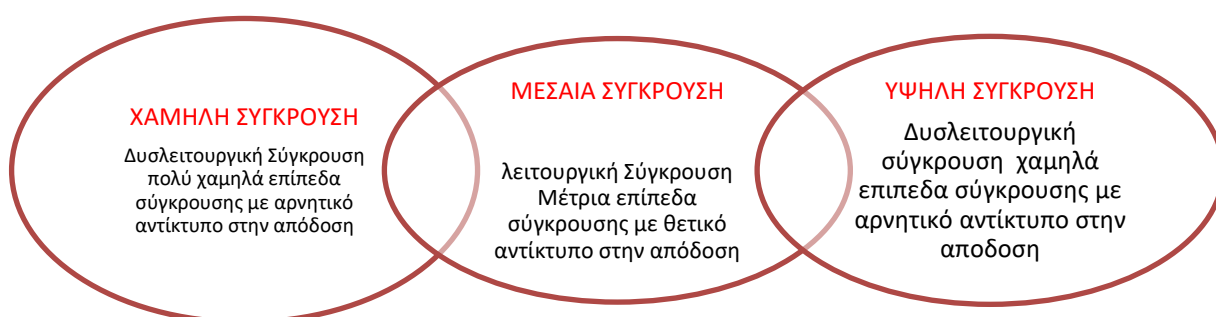 ΧΑΜΗΛΗ ΣΥΓΚΡΟΥΣΗ
Δυσλειτουργική Σύγκρουση
πολύ χαμηλά επίπεδα
σύγκρουσης με αρνητικό
αντίκτυπο στην απόδοση
ΜΕΣΑΙΑ ΣΥΓΚΡΟΥΣΗ
λειτουργική Σύγκρουση
Μέτρια επίπεδα
σύγκρουσης με θετικό
αντίκτυπο στην απόδοση
ΥΨΗΛΗ ΣΥΓΚΡΟΥΣΗ
Δυσλειτουργική
σύγκρουση χαμηλά
επιπεδα σύγκρουσης με
αρνητικό αντίκτυπο στην
αποδοση